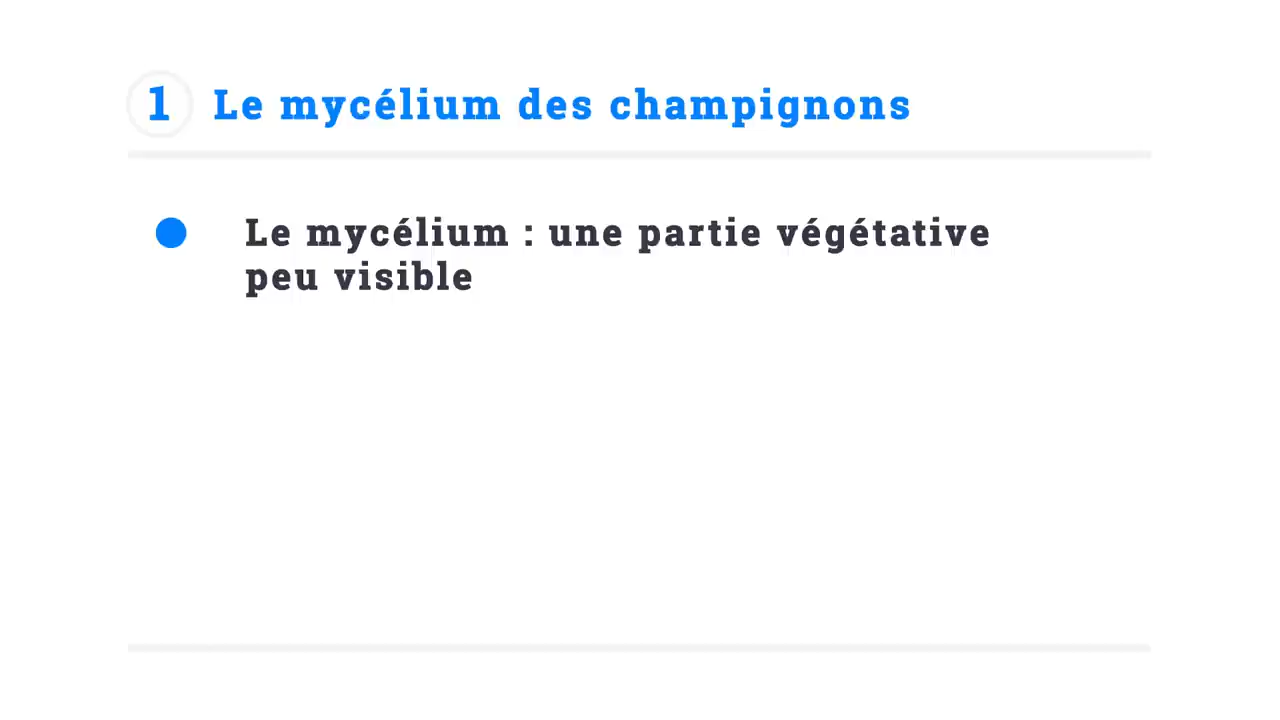 1 Le mycélium des champignons
Le mycélium : une partie végétative
peu visible